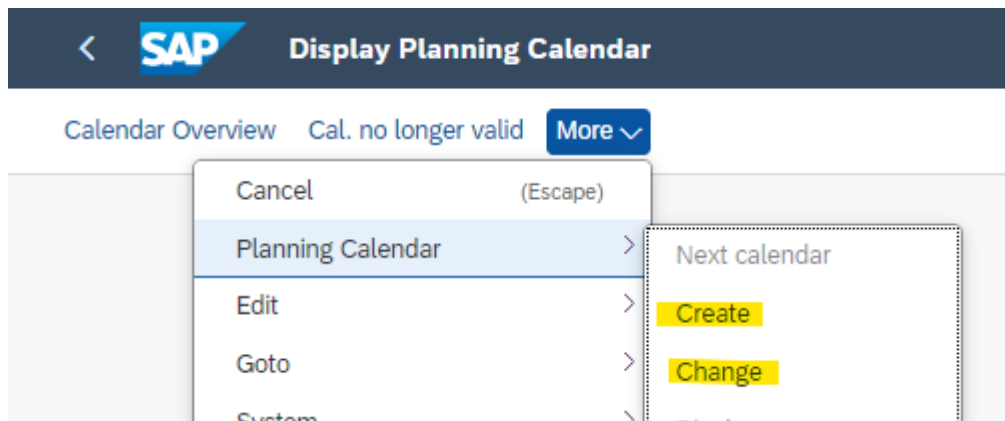 SAP Display Planning Calendar
Calendar Overview Cal. no longer valid More
Cancel (Escape)
Planning Calendar
Next calendar
Edit
Create
Goto
Change